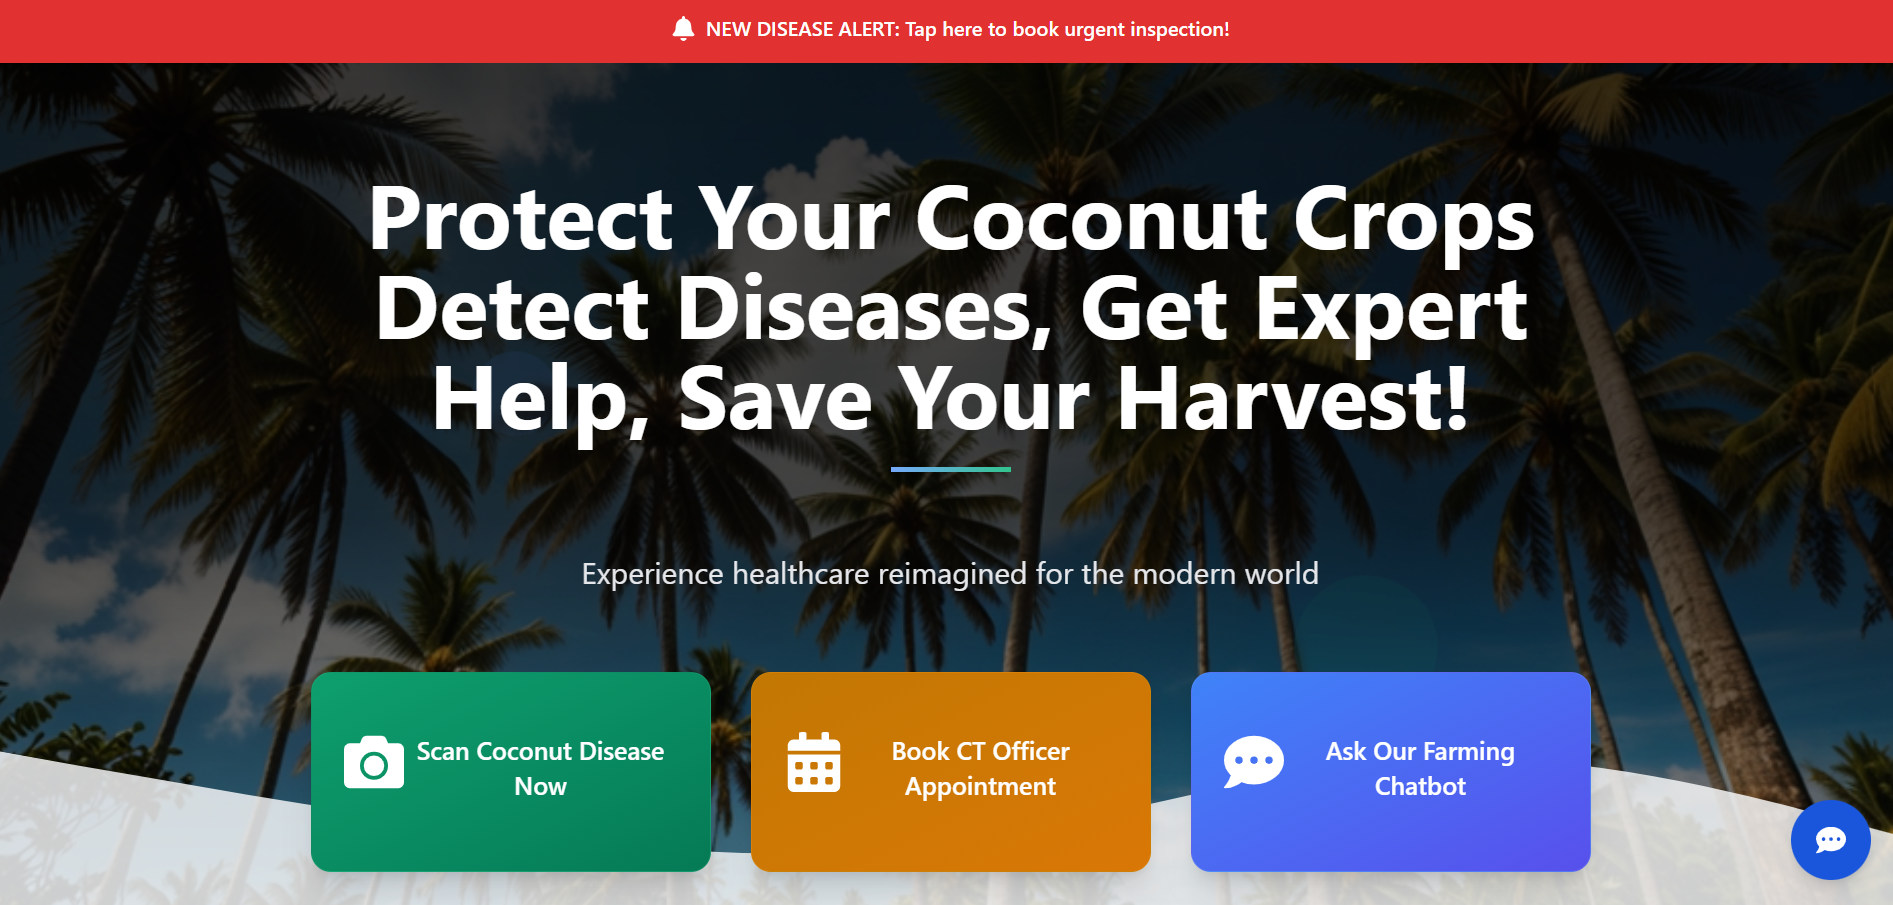 NEW DISEASE ALERT: Tap here to book urgent inspection!
Protect Your Coconut Crops
Detect Diseases, Get Expert
Help, Save Your Harvest!
Experience healthcare reimagined for the modern world
Scan Coconut Disease
Now
Book CT Officer
Appointment
Ask Our Farming
Chatbot